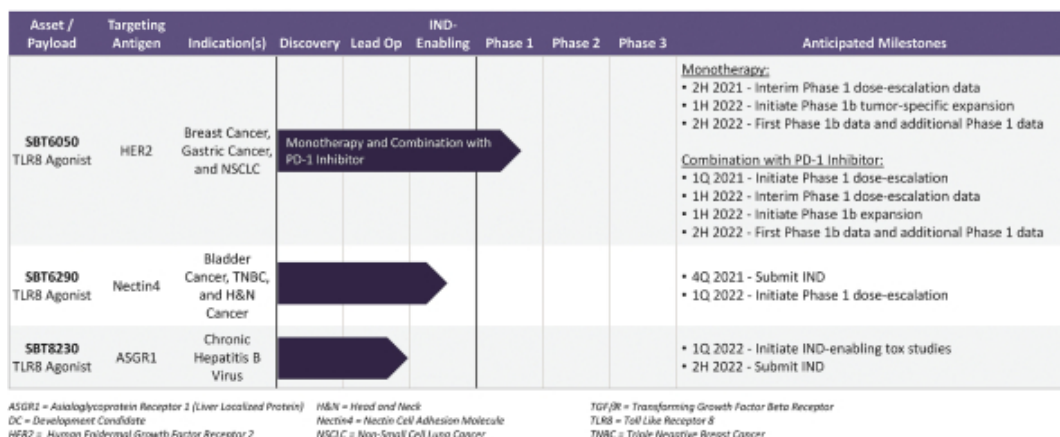 Asset / Payload
Targeting Antigen
Indication(s)
Discovery
Lead Op
IND-Enabling
Phase 1
Phase 2
Phase 3
Anticipated Milestones
SBT6050
TLR8 Agonist
HER2
Breast Cancer,
Gastric Cancer,
and NSCLC
Monotherapy and Combination with
PD-1 Inhibitor
Monotherapy:
• 2H 2021 - Interim Phase 1 dose-escalation data
• 1H 2022 - Initiate Phase 1b tumor-specific expansion
• 2H 2022 - First Phase 1b data and additional Phase 1 data
Combination with PD-1 Inhibitor:
• 1Q 2021 - Initiate Phase 1 dose-escalation
• 1H 2022 - Interim Phase 1 dose-escalation data
• 1H 2022 - Initiate Phase 1b expansion
• 2H 2022 - First Phase 1b data and additional Phase 1 data
SBT6290
TLR8 Agonist
Nectin4
Bladder
Cancer, TNBC,
and H&N
Cancer
• 4Q 2021 - Submit IND
• 1Q 2022 - Initiate Phase 1 dose-escalation
SBT8230
TLR8 Agonist
ASGR1
Chronic
Hepatitis B
Virus
• 1Q 2022 - Initiate IND-enabling tox studies
• 2H 2022 - Submit IND
ASGR1 = Asialoglycoprotein Receptor 1 (Liver Localized Protein)
DC = Development Candidate
HER2 = Human Epidermal Growth Factor Receptor 2
H&N = Head and Neck
Nectin4 = Nectin Cell Adhesion Molecule
NSCLC = Non-Small Cell Lung Cancer
TGFβR = Transforming Growth Factor Beta Receptor
TLR8 = Toll Like Receptor 8
TNBC = Triple Negative Breast Cancer